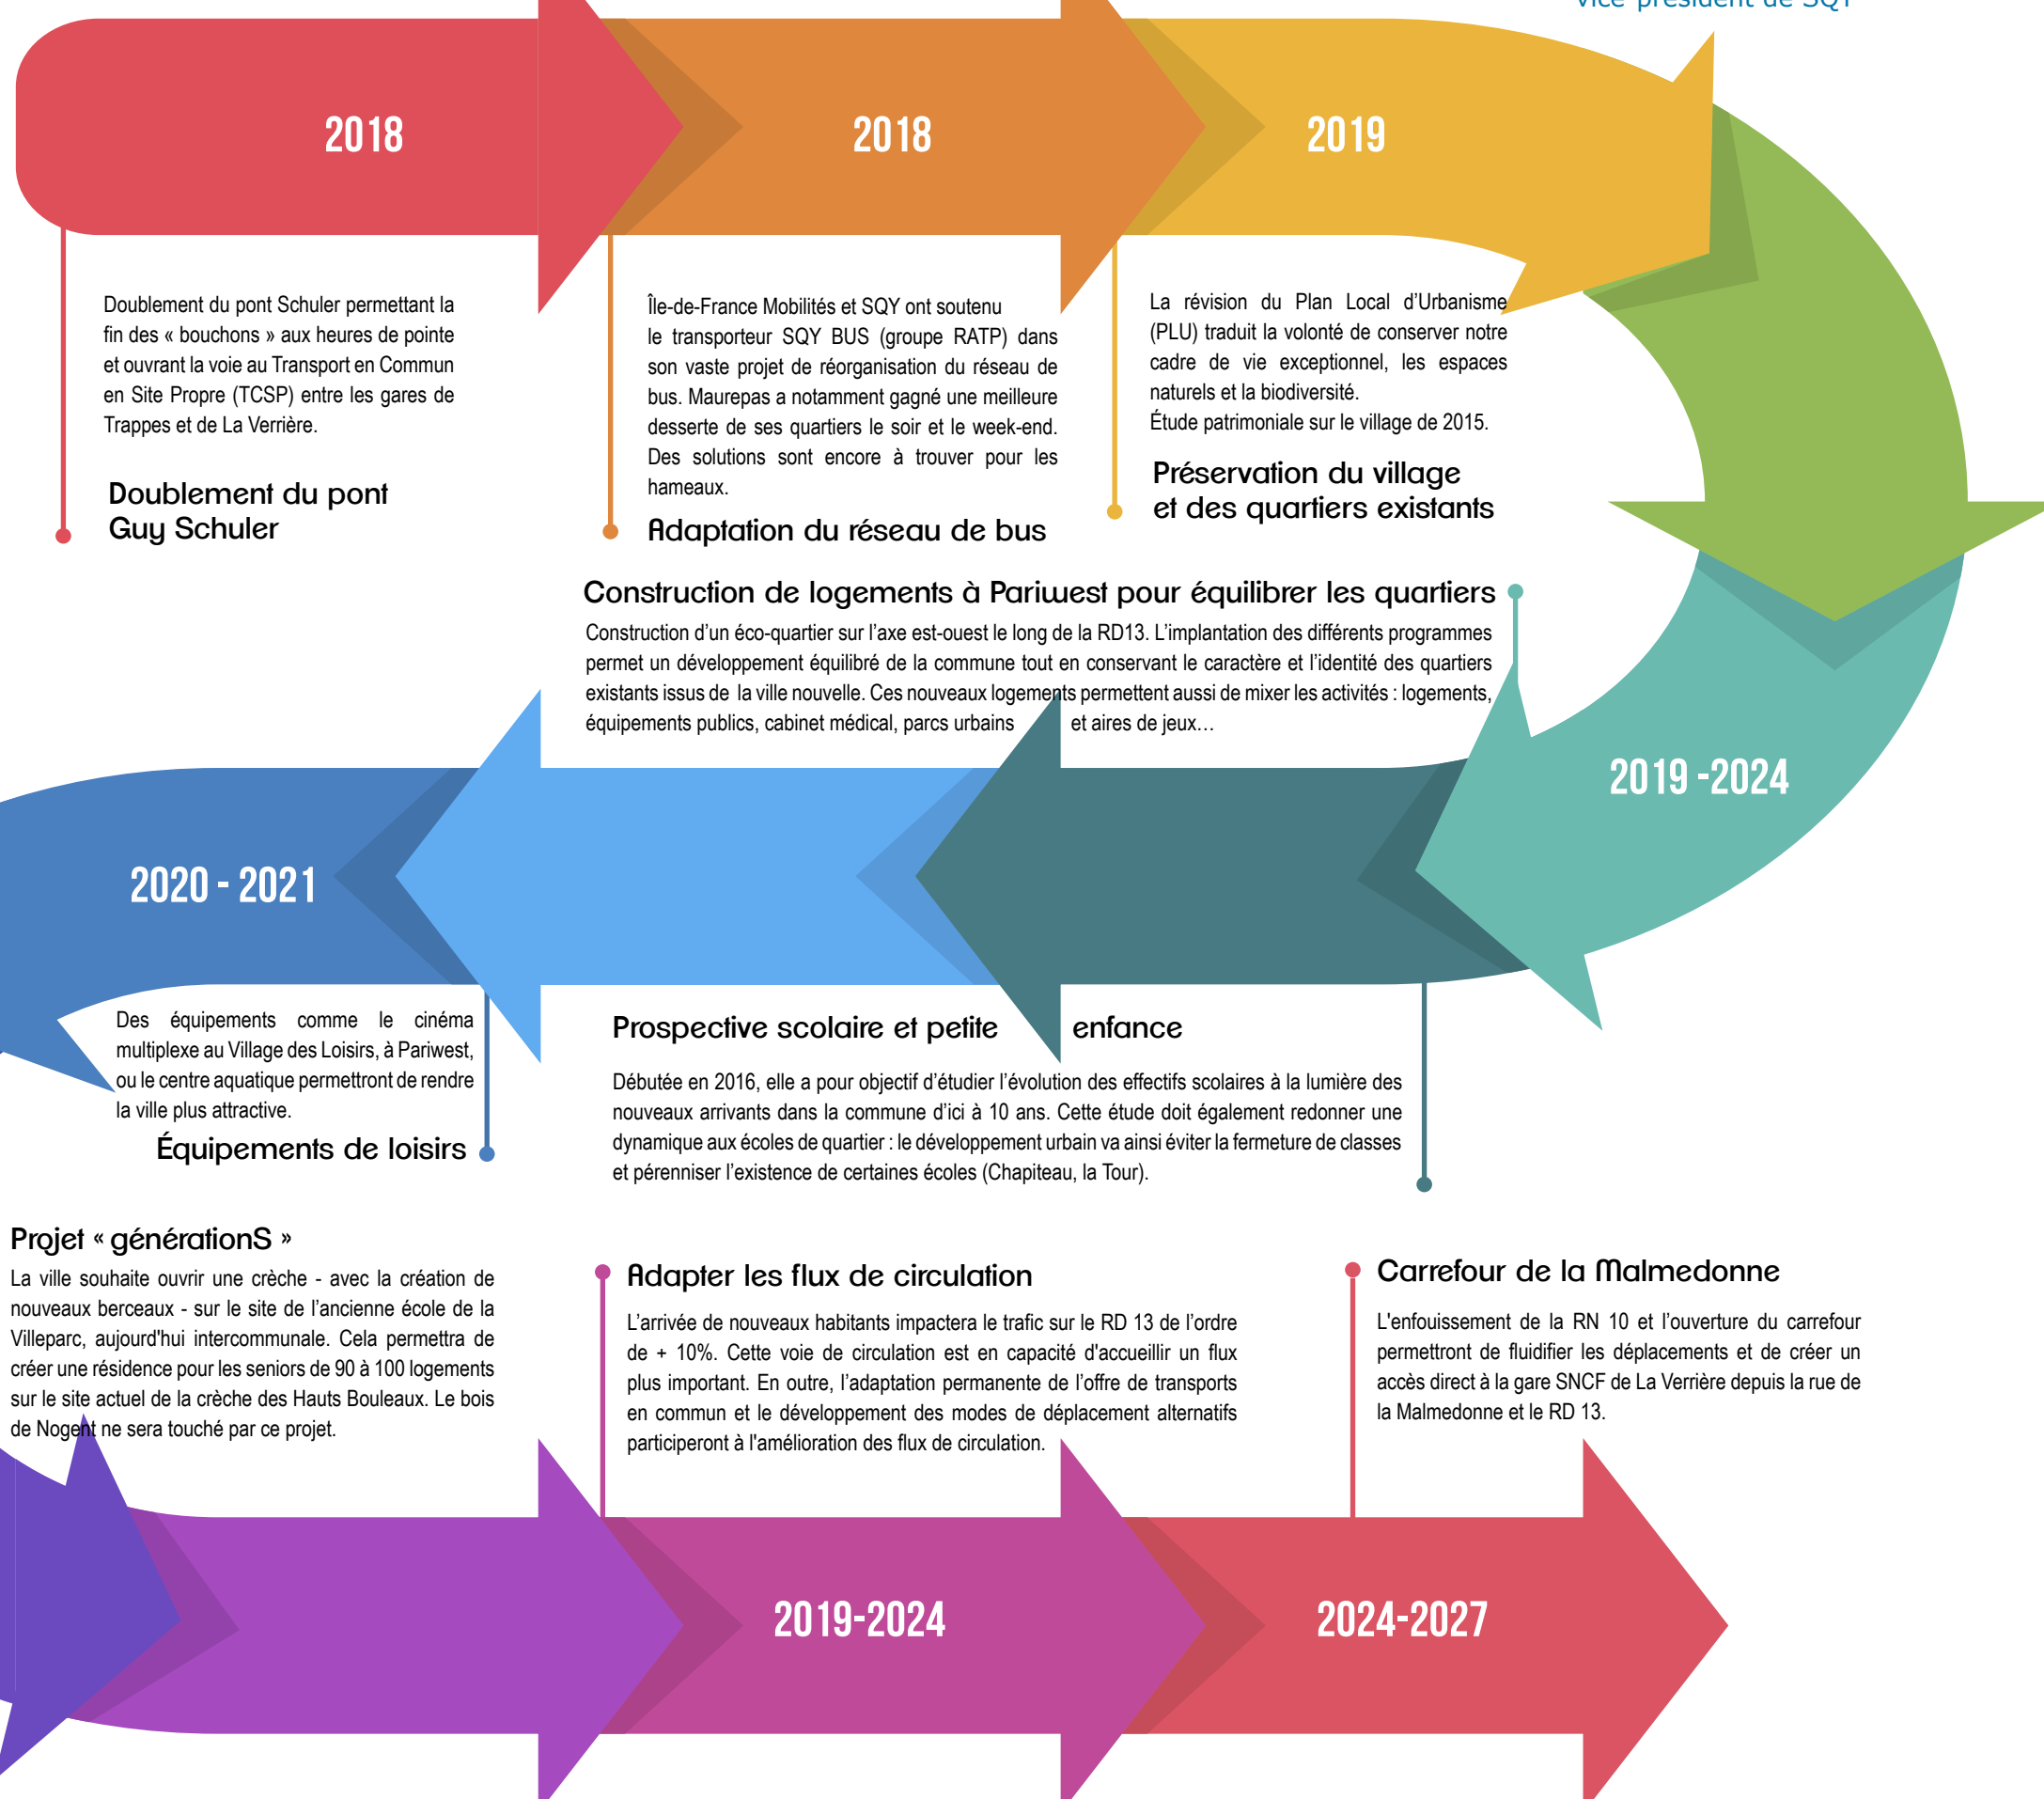 vice-président de SQY
2018
2018
2019
Doublement du pont Schuler permettant la
fin des « bouchons » aux heures de pointe
et ouvrant la voie au Transport en Commun
en Site Propre (TCSP) entre les gares de
Trappes et de La Verrière.
Doublement du pont
Guy Schuler
Île-de-France Mobilités et SQY ont soutenu
le transporteur SQY BUS (groupe RATP) dans
son vaste projet de réorganisation du réseau de
bus. Maurepas a notamment gagné une meilleure
desserte de ses quartiers le soir et le week-end.
Des solutions sont encore à trouver pour les
hameaux.
Adaptation du réseau de bus
La révision du Plan Local d’Urbanisme
(PLU) traduit la volonté de conserver notre
cadre de vie exceptionnel, les espaces
naturels et la biodiversité.
Étude patrimoniale sur le village de 2015.
Préservation du village
et des quartiers existants
Construction de logements à Pariwest pour équilibrer les quartiers
Construction d’un éco-quartier sur l’axe est-ouest le long de la RD13. L’implantation des différents programmes
permet un développement équilibré de la commune tout en conservant le caractère et l’identité des quartiers
existants issus de la ville nouvelle. Ces nouveaux logements permettent aussi de mixer les activités : logements,
équipements publics, cabinet médical, parcs urbains et aires de jeux…
2019 -2024
2020 - 2021
Des équipements comme le cinéma
multiplexe au Village des Loisirs, à Pariwest,
ou le centre aquatique permettront de rendre
la ville plus attractive.
Équipements de loisirs
Prospective scolaire et petite enfance
Débutée en 2016, elle a pour objectif d’étudier l’évolution des effectifs scolaires à la lumière des
nouveaux arrivants dans la commune d’ici à 10 ans. Cette étude doit également redonner une
dynamique aux écoles de quartier : le développement urbain va ainsi éviter la fermeture de classes
et pérenniser l’existence de certaines écoles (Chapiteau, la Tour).
Projet « générationS »
La ville souhaite ouvrir une crèche - avec la création de
nouveaux berceaux - sur le site de l’ancienne école de la
Villeparc, aujourd'hui intercommunale. Cela permettra de
créer une résidence pour les seniors de 90 à 100 logements
sur le site actuel de la crèche des Hauts Bouleaux. Le bois
de Nogent ne sera touché par ce projet.
Adapter les flux de circulation
L’arrivée de nouveaux habitants impactera le trafic sur le RD 13 de l’ordre
de + 10%. Cette voie de circulation est en capacité d'accueillir un flux
plus important. En outre, l’adaptation permanente de l’offre de transports
en commun et le développement des modes de déplacement alternatifs
participeront à l'amélioration des flux de circulation.
Carrefour de la Malmedonne
L'enfouissement de la RN 10 et l’ouverture du carrefour
permettront de fluidifier les déplacements et de créer un
accès direct à la gare SNCF de La Verrière depuis la rue de
la Malmedonne et le RD 13.
2019-2024
2024-2027